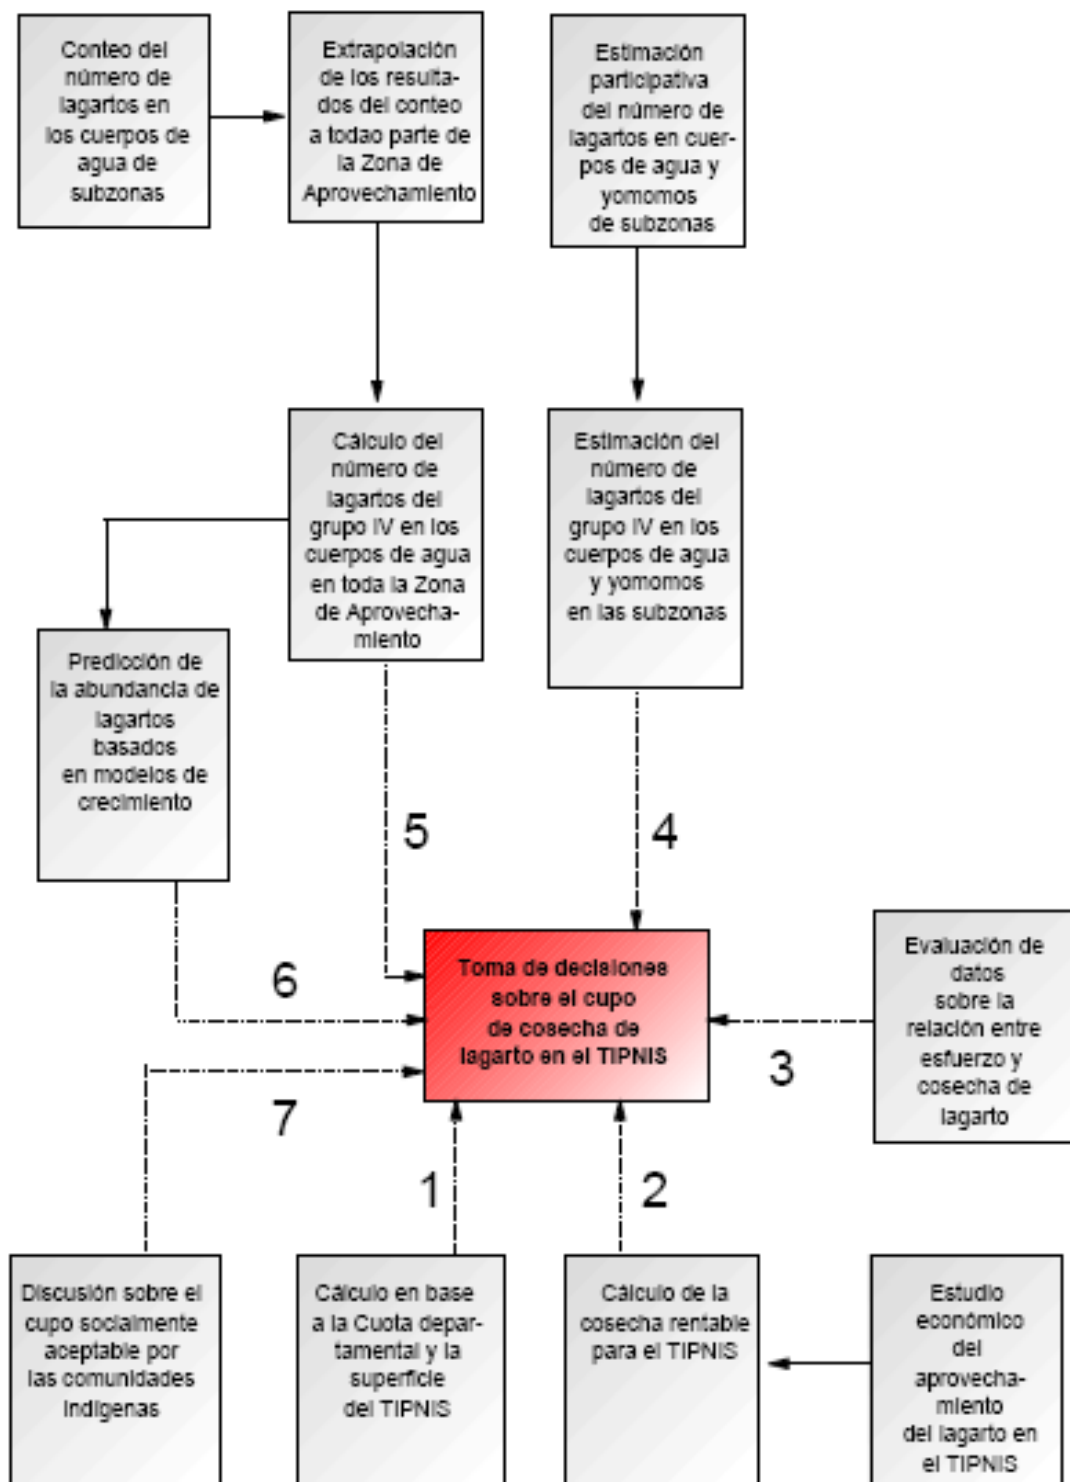 Conteo del
número de
lagartos en
los cuerpos de
agua de
subzonas
Extrapolación
de los resulta-
dos del conteo
a todao parte de
la Zona de
Aprovechamiento
Estimación
participativa
del número de
lagartos en cuer-
pos de agua y
yomomos
de subzonas
Cálculo del
número de
lagartos del
grupo IV en los
cuerpos de agua
en toda la Zona
de Aprovecha-
miento
Estimación del
número de
lagartos del
grupo IV en los
cuerpos de agua
y yomomos
en las subzonas
Predicción de
la abundancia de
lagartos
basados
en modelos de
crecimiento
5
4
6
Toma de decisiones
sobre el cupo
de cosecha de
lagarto en el TIPNIS
Evaluación de
datos
sobre la
relación entre
esfuerzo y
cosecha de
lagarto
3
7
1
2
Discusión sobre el
cupo socialmente
aceptable por
las comunidades
indígenas
Cálculo en base
a la Cuota depar-
tamental y la
superficie
del TIPNIS
Cálculo de la
cosecha rentable
para el TIPNIS
Estudio
económico
del
aprovecha-
miento
del lagarto en
el TIPNIS